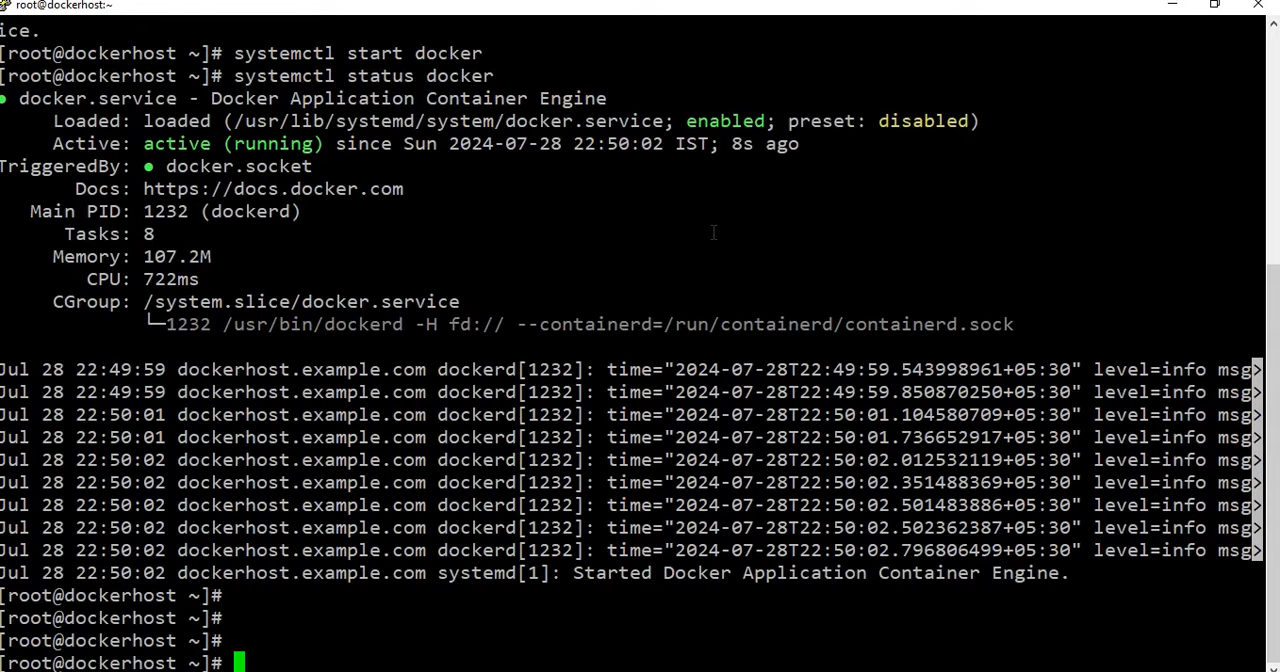 root@dockerhost:~
ice.
[root@dockerhost ~]# systemctl start docker
[root@dockerhost ~]# systemctl status docker
● docker.service - Docker Application Container Engine
Loaded: loaded (/usr/lib/systemd/system/docker.service; enabled; preset: disabled)
Active: active (running) since Sun 2024-07-28 22:50:02 IST; 8s ago
TriggeredBy: ● docker.socket
Docs: https://docs.docker.com
Main PID: 1232 (dockerd)
Tasks: 8
Memory: 107.2M
CPU: 722ms
CGroup: /system.slice/docker.service
└─1232 /usr/bin/dockerd -H fd:// --containerd=/run/containerd/containerd.sock
Jul 28 22:49:59 dockerhost.example.com dockerd[1232]: time="2024-07-28T22:49:59.543998961+05:30" level=info msg>
Jul 28 22:49:59 dockerhost.example.com dockerd[1232]: time="2024-07-28T22:49:59.850870250+05:30" level=info msg>
Jul 28 22:50:01 dockerhost.example.com dockerd[1232]: time="2024-07-28T22:50:01.104580709+05:30" level=info msg>
Jul 28 22:50:01 dockerhost.example.com dockerd[1232]: time="2024-07-28T22:50:01.736652917+05:30" level=info msg>
Jul 28 22:50:02 dockerhost.example.com dockerd[1232]: time="2024-07-28T22:50:02.012532119+05:30" level=info msg>
Jul 28 22:50:02 dockerhost.example.com dockerd[1232]: time="2024-07-28T22:50:02.351488369+05:30" level=info msg>
Jul 28 22:50:02 dockerhost.example.com dockerd[1232]: time="2024-07-28T22:50:02.501483886+05:30" level=info msg>
Jul 28 22:50:02 dockerhost.example.com dockerd[1232]: time="2024-07-28T22:50:02.502362387+05:30" level=info msg>
Jul 28 22:50:02 dockerhost.example.com dockerd[1232]: time="2024-07-28T22:50:02.796806499+05:30" level=info msg>
Jul 28 22:50:02 dockerhost.example.com systemd[1]: Started Docker Application Container Engine.
[root@dockerhost ~]#
[root@dockerhost ~]#
[root@dockerhost ~]#
[root@dockerhost ~]#